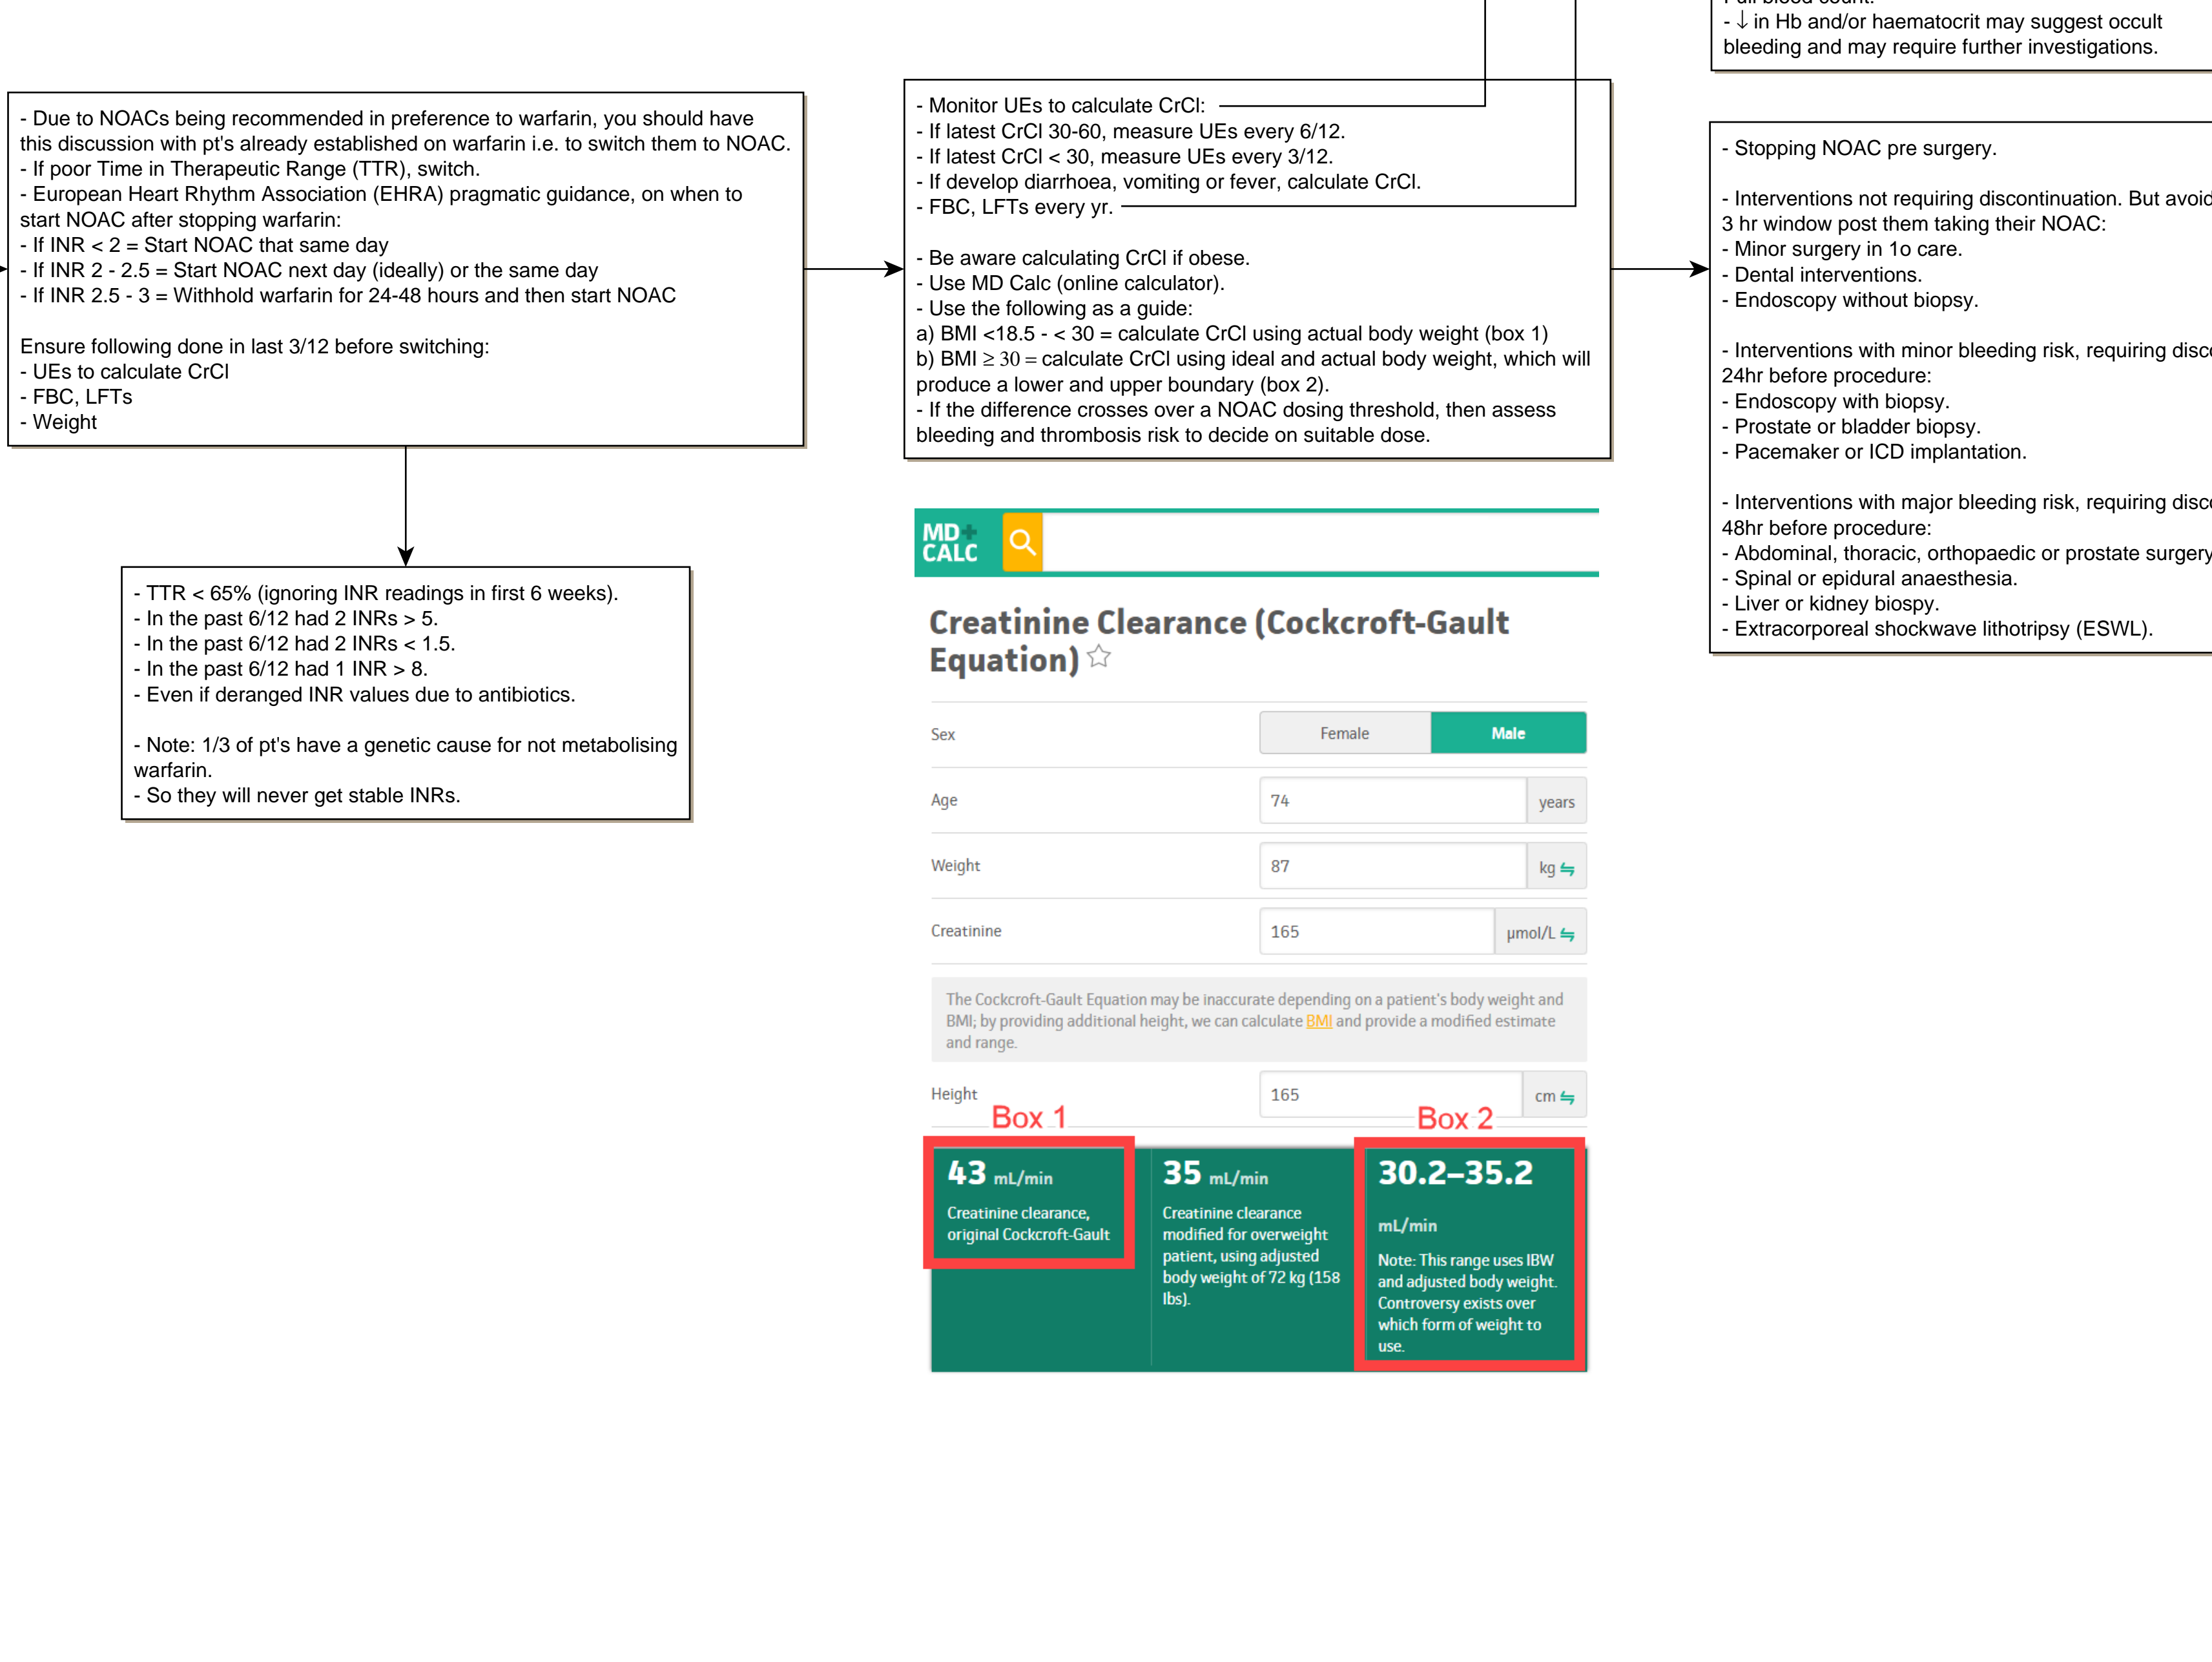 - Due to NOACs being recommended in preference to warfarin, you should have
this discussion with pt's already established on warfarin i.e. to switch them to NOAC.
- If poor Time in Therapeutic Range (TTR), switch.
- European Heart Rhythm Association (EHRA) pragmatic guidance, on when to
start NOAC after stopping warfarin:
- If INR < 2 = Start NOAC that same day
- If INR 2 - 2.5 = Start NOAC next day (ideally) or the same day
- If INR 2.5 - 3 = Withhold warfarin for 24-48 hours and then start NOAC
Ensure following done in last 3/12 before switching:
- UEs to calculate CrCl
- FBC, LFTs
- Weight
- TTR < 65% (ignoring INR readings in first 6 weeks).
- In the past 6/12 had 2 INRs > 5.
- In the past 6/12 had 2 INRs < 1.5.
- In the past 6/12 had 1 INR > 8.
- Even if deranged INR values due to antibiotics.
- Note: 1/3 of pt's have a genetic cause for not metabolising
warfarin.
- So they will never get stable INRs.
- Monitor UEs to calculate CrCl:
- If latest CrCl 30-60, measure UEs every 6/12.
- If latest CrCl < 30, measure UEs every 3/12.
- If develop diarrhoea, vomiting or fever, calculate CrCl.
- FBC, LFTs every yr.
- Be aware calculating CrCl if obese.
- Use MD Calc (online calculator).
- Use the following as a guide:
a) BMI <18.5 - < 30 = calculate CrCl using actual body weight (box 1)
b) BMI ≥ 30 = calculate CrCl using ideal and actual body weight, which will
produce a lower and upper boundary (box 2).
- If the difference crosses over a NOAC dosing threshold, then assess
bleeding and thrombosis risk to decide on suitable dose.
MD+
CALC
Creatinine Clearance (Cockcroft-Gault
Equation)
Sex Female Male
Age 74 years
Weight 87 kg
Creatinine 165 µmol/L
The Cockcroft-Gault Equation may be inaccurate depending on a patient's body weight and
BMI; by providing additional height, we can calculate BMI and provide a modified estimate
and range.
Height 165 cm
Box 1
Box 2
43 mL/min
Creatinine clearance,
original Cockcroft-Gault
35 mL/min
Creatinine clearance
modified for overweight
patient, using adjusted
body weight of 72 kg (158
lbs).
30.2–35.2
mL/min
Note: This range uses IBW
and adjusted body weight.
Controversy exists over
which form of weight to
use.
Full blood count.
- ↓ in Hb and/or haematocrit may suggest occult
bleeding and may require further investigations.
- Stopping NOAC pre surgery.
- Interventions not requiring discontinuation. But avoid
3 hr window post them taking their NOAC:
- Minor surgery in 1o care.
- Dental interventions.
- Endoscopy without biopsy.
- Interventions with minor bleeding risk, requiring
24hr before procedure:
- Endoscopy with biopsy.
- Prostate or bladder biopsy.
- Pacemaker or ICD implantation.
- Interventions with major bleeding risk, requiring
48hr before procedure:
- Abdominal, thoracic, orthopaedic or prostate surgery
- Spinal or epidural anaesthesia.
- Liver or kidney biospy.
- Extracorporeal shockwave lithotripsy (ESWL).